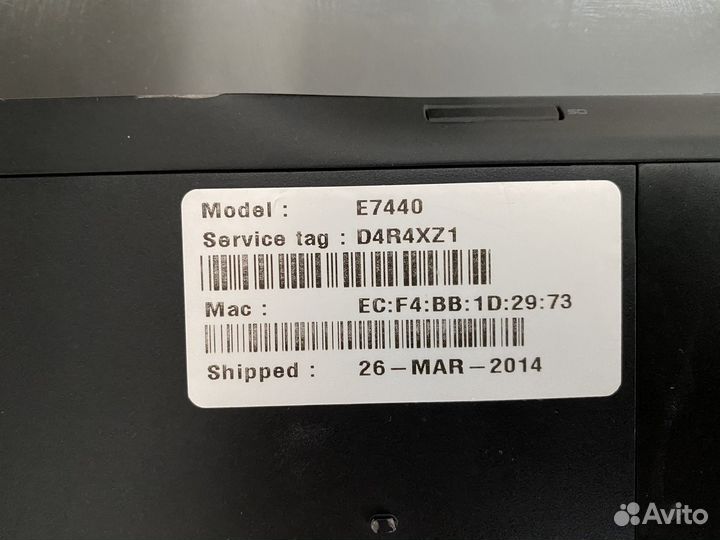 SD
Model : E7440
Service tag : D4R4XZ1
Mac : EC:F4:BB:1D:29:73
Shipped : 26-MAR-2014
Avito